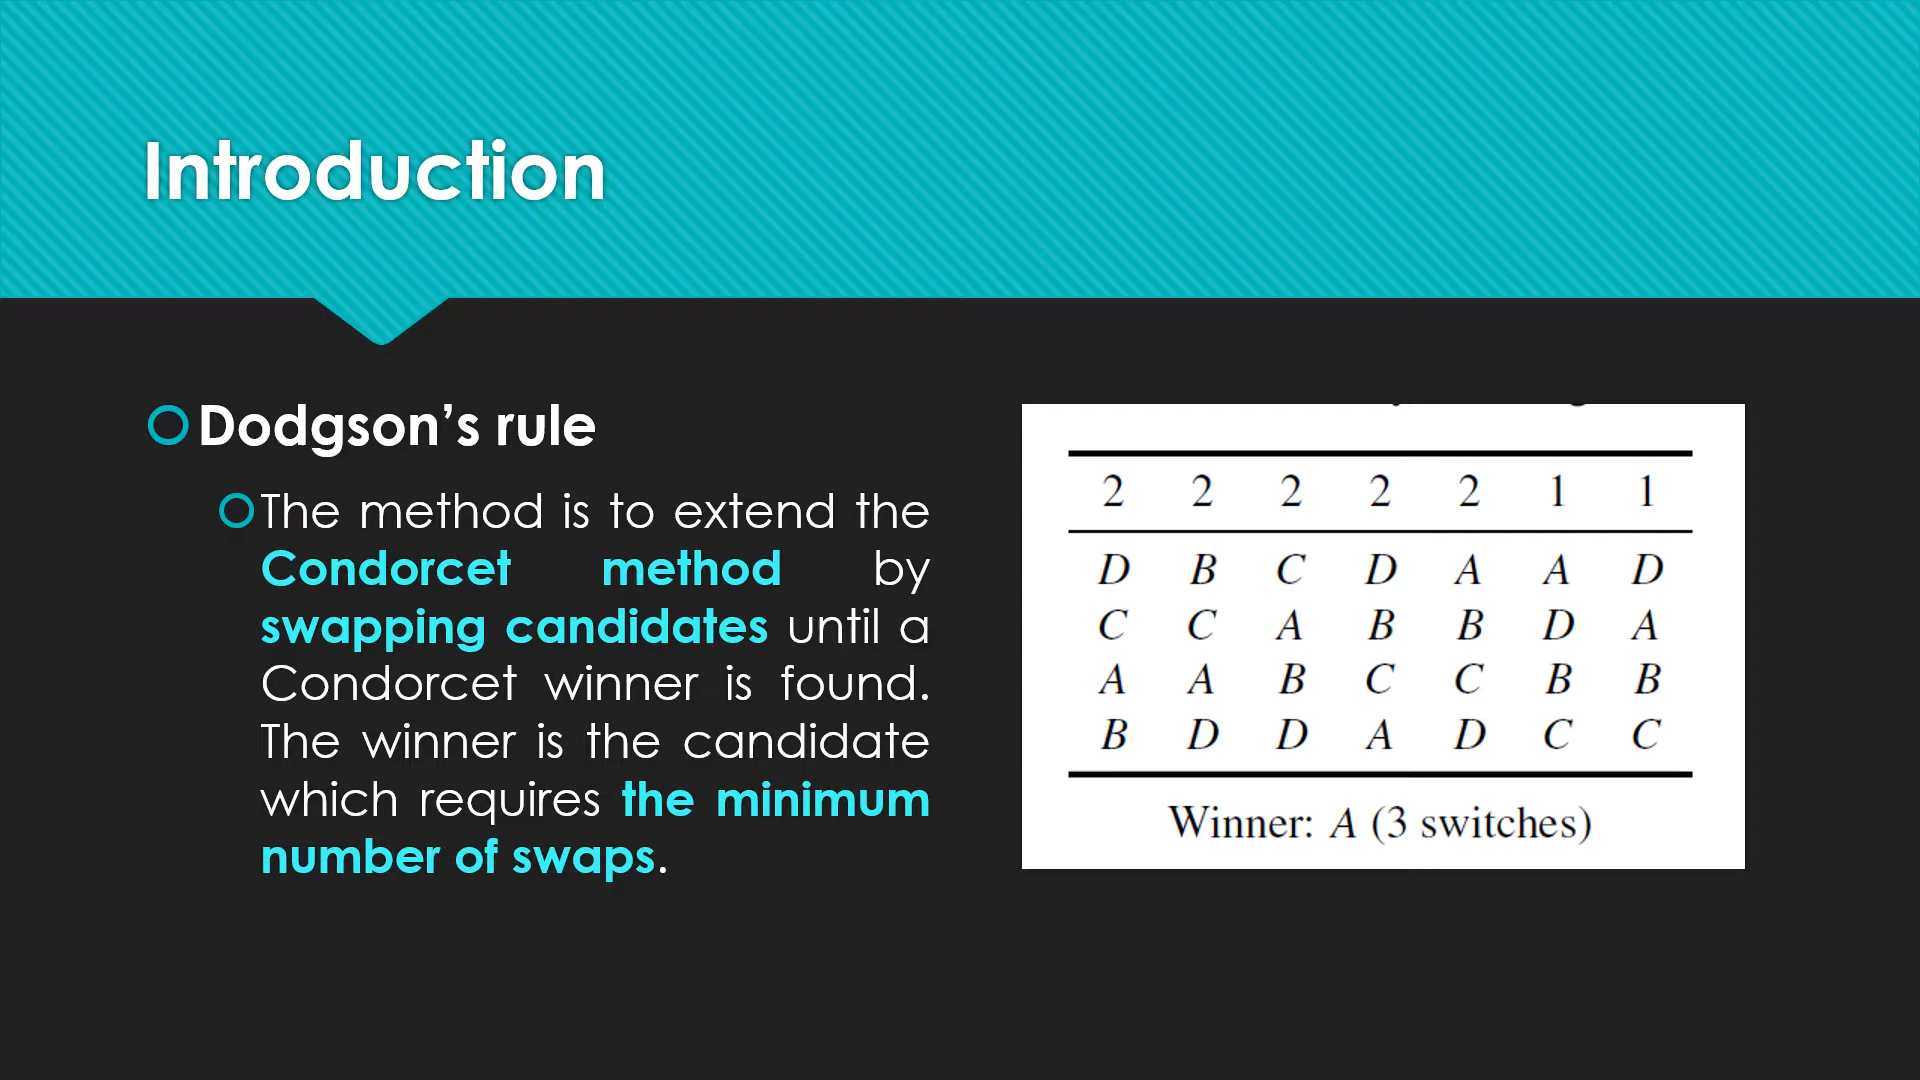 Introduction
Dodgson’s rule
The method is to extend the
Condorcet method by
swapping candidates until a
Condorcet winner is found.
The winner is the candidate
which requires the minimum
number of swaps.
2 2 2 2 2 1 1
D B C D A A D
C C A B B D A
A A B C C B B
B D D A D C C
Winner: A (3 switches)